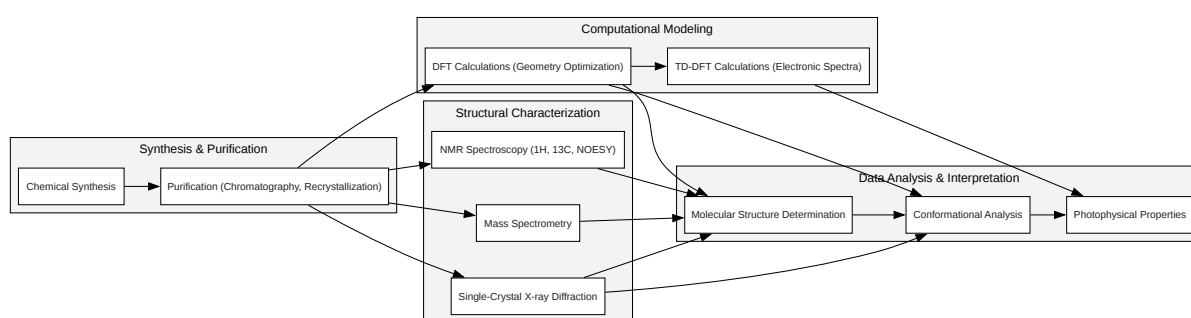 Computational Modeling
DFT Calculations (Geometry Optimization)
TD-DFT Calculations (Electronic Spectra)
Structural Characterization
NMR Spectroscopy (1H, 13C, NOESY)
Mass Spectrometry
Single-Crystal X-ray Diffraction
Synthesis & Purification
Chemical Synthesis
Purification (Chromatography, Recrystallization)
Data Analysis & Interpretation
Molecular Structure Determination
Conformational Analysis
Photophysical Properties